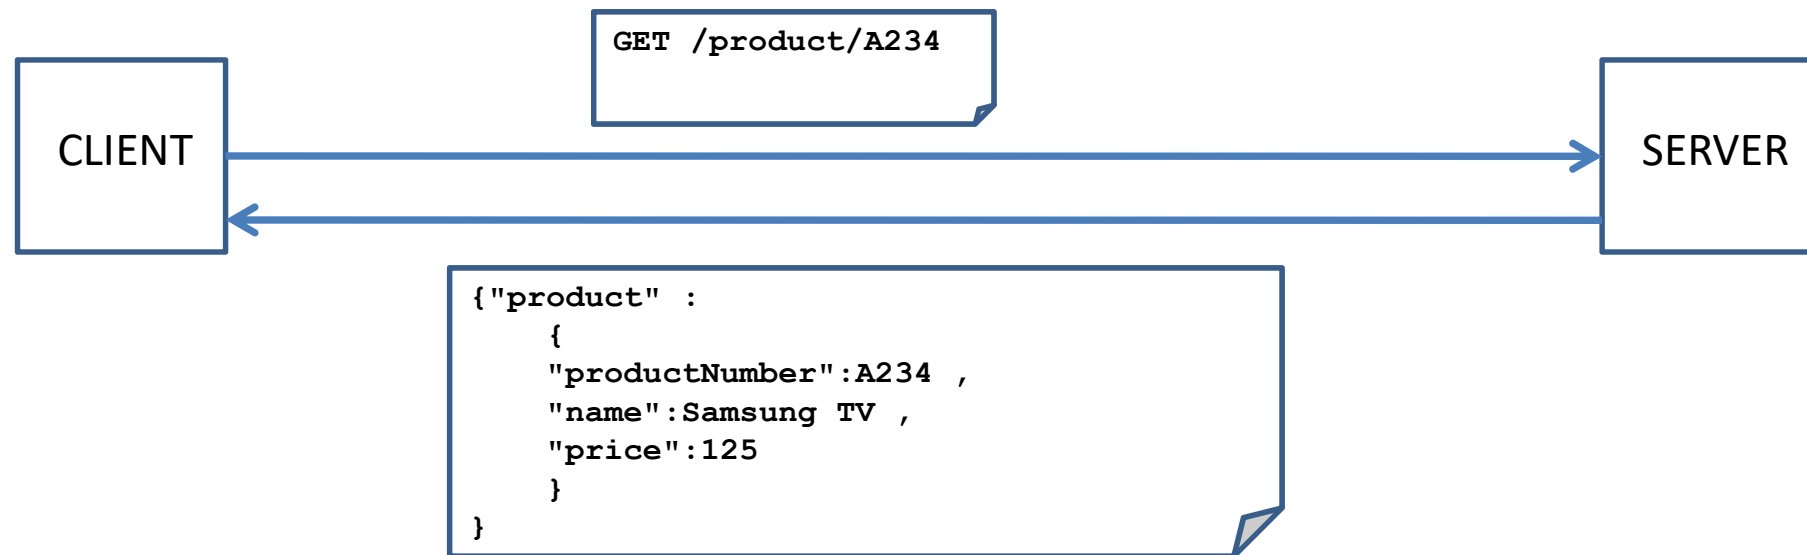 GET /product/A234
CLIENT
SERVER
{"product" :
{
"productNumber":A234 ,
"name":Samsung TV ,
"price":125
}
}